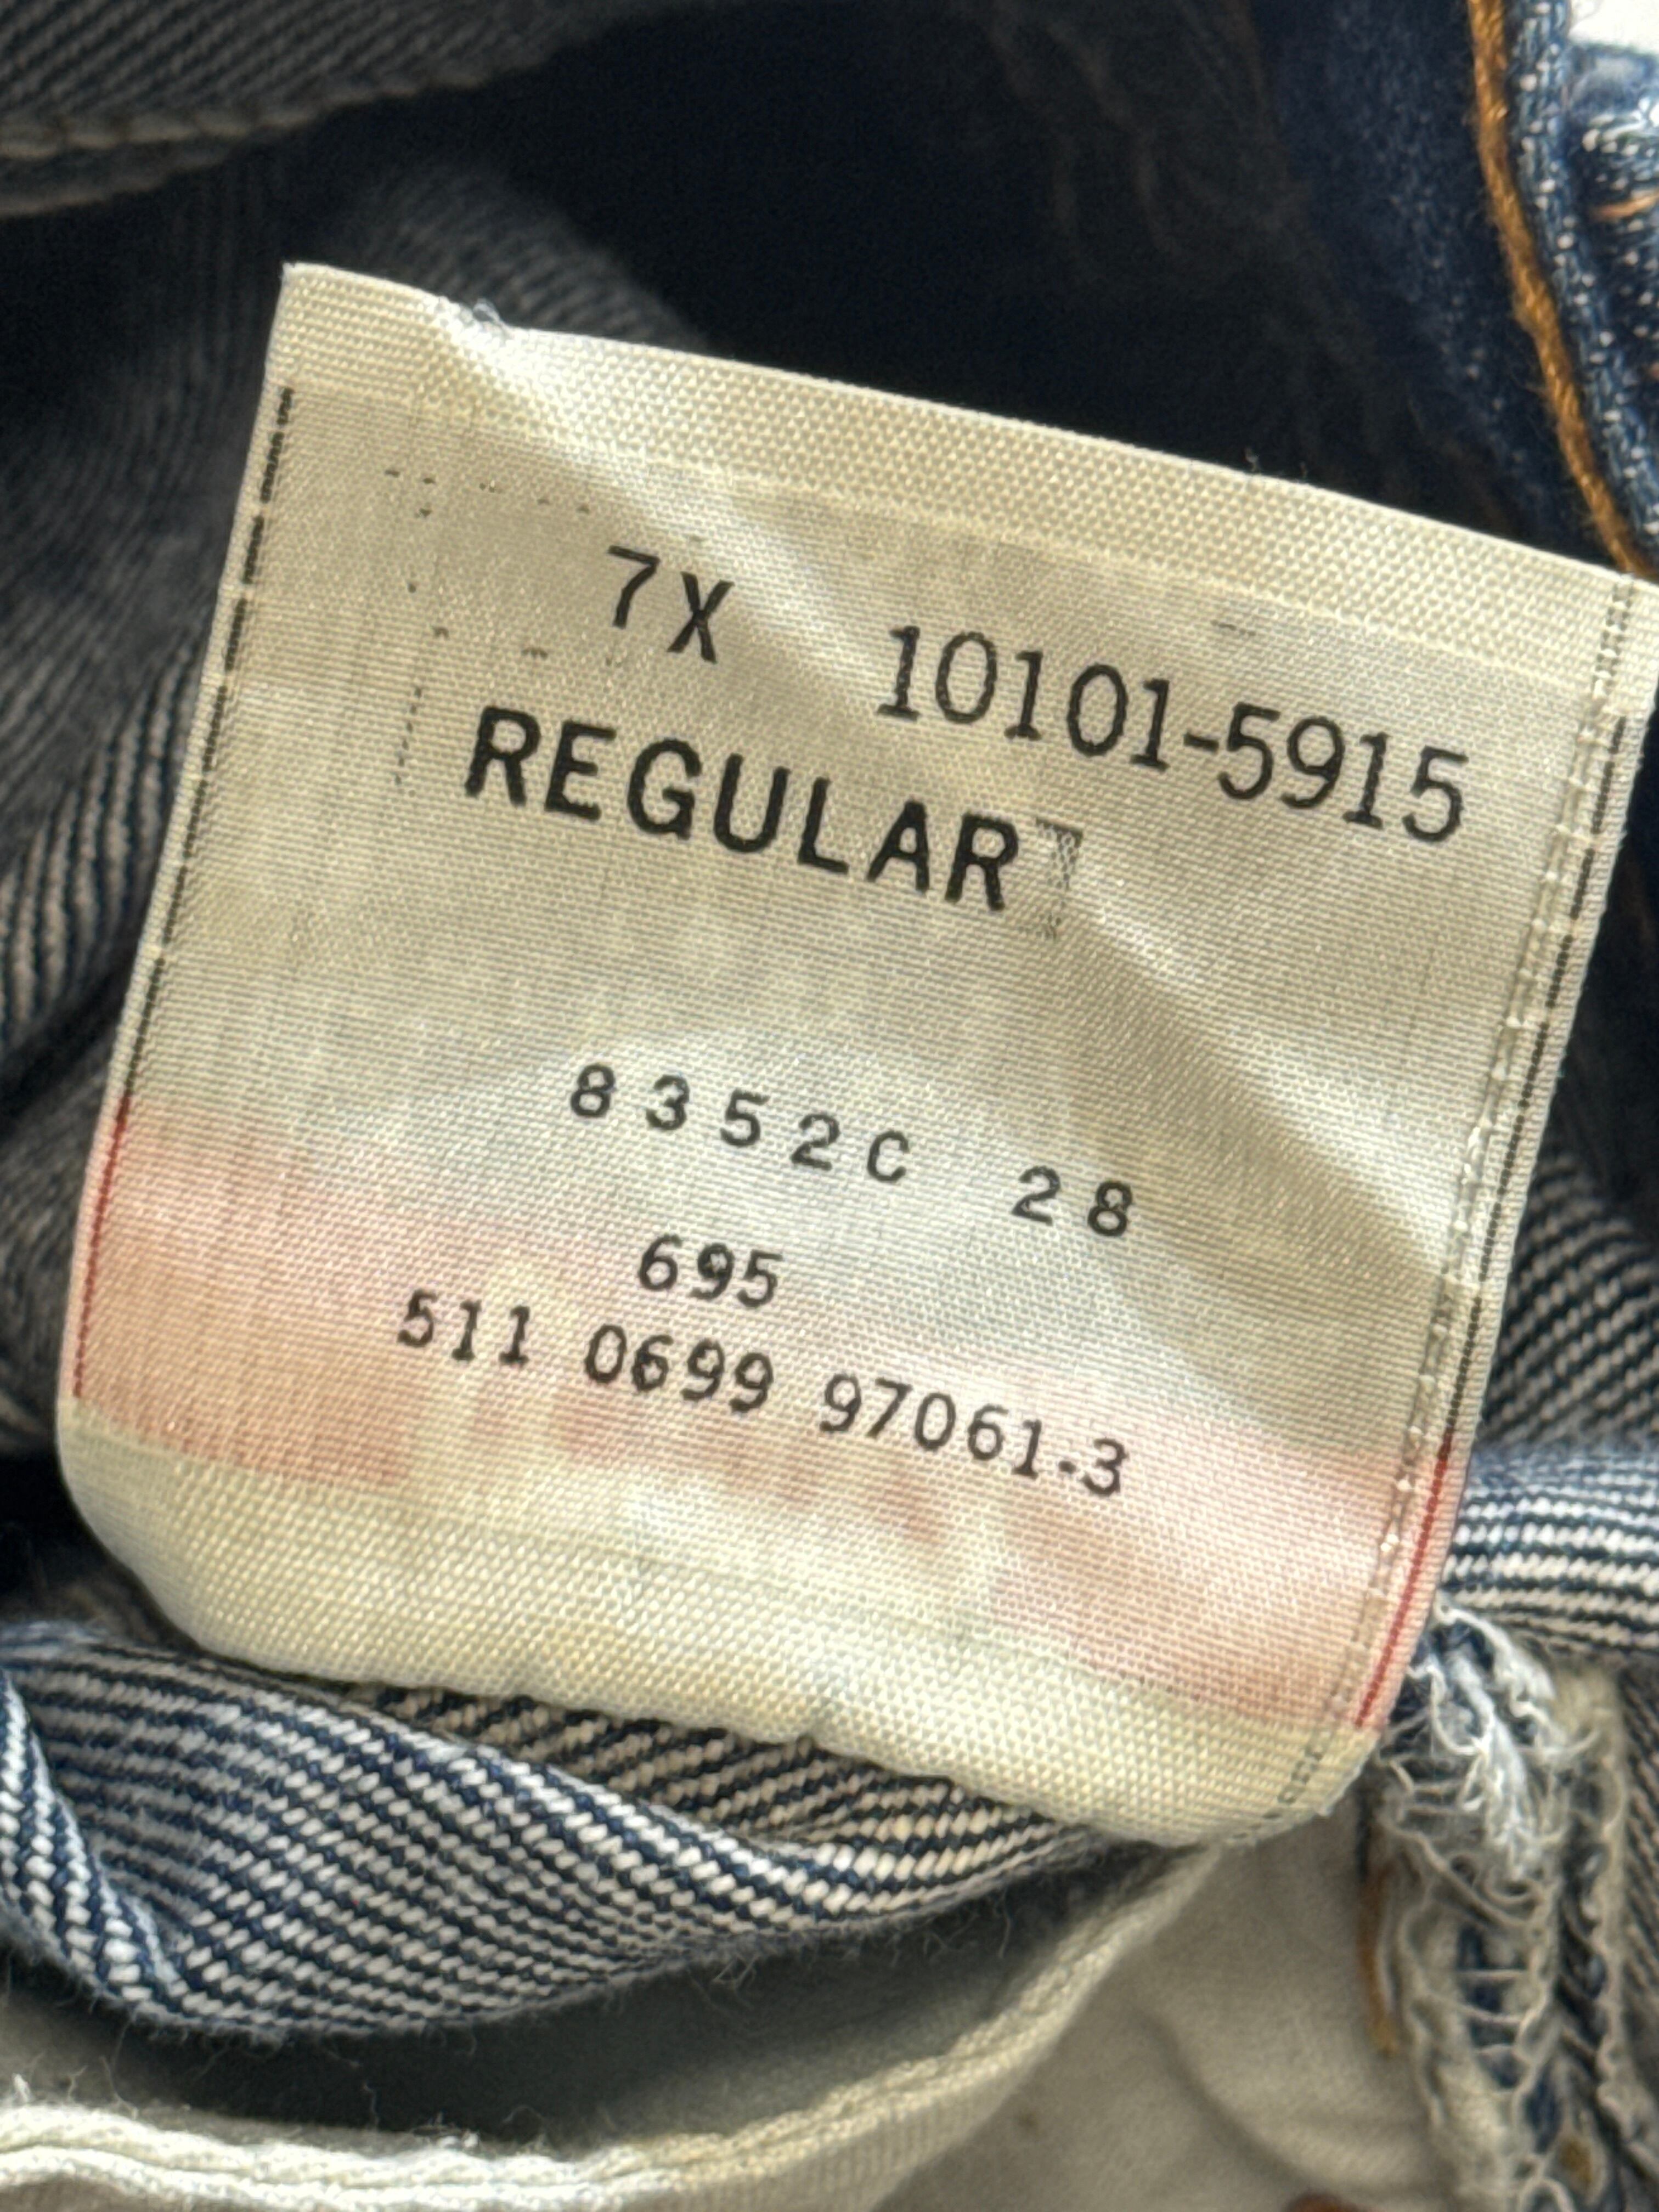 7X 10101-5915
REGULAR
8352C 28
695
511 0699 97061-3